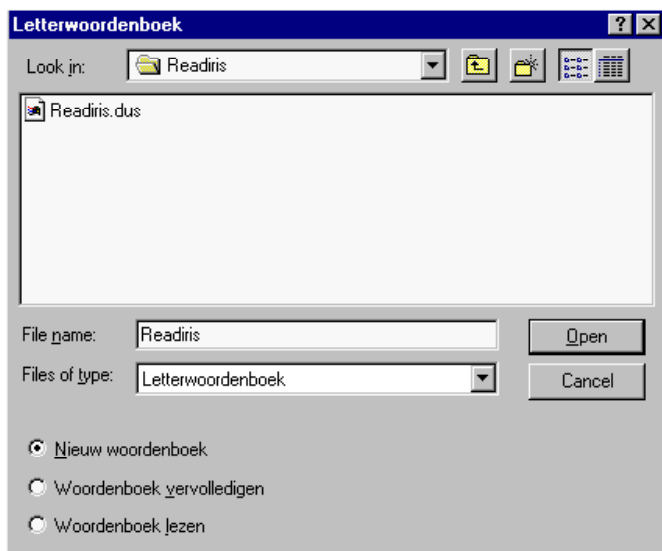 Letterwoordenboek
Look in: Readiris
Readiris.dus
File name: Readiris Open
Files of type: Letterwoordenboek Cancel
Nieuw woordenboek
Woordenboek vervolledigen
Woordenboek lezen